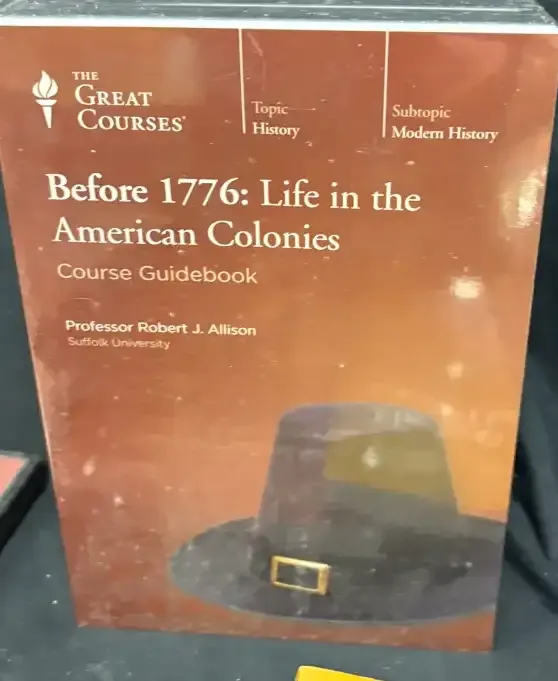 THE
GREAT
COURSES®
Topic
History
Subtopic
Modern History
Before 1776: Life in the
American Colonies
Course Guidebook
Professor Robert J. Allison
Suffolk University